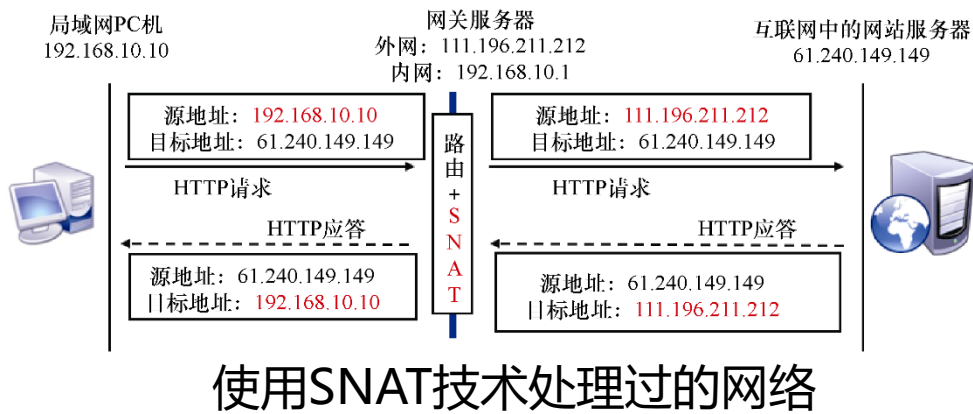 局域网PC机
192.168.10.10
网关服务器
外网：111.196.211.212
内网：192.168.10.1
互联网中的网站服务器
61.240.149.149
源地址：192.168.10.10
目标地址：61.240.149.149
HTTP请求
路由+SNAT
源地址：111.196.211.212
目标地址：61.240.149.149
HTTP请求
HTTP应答
源地址：61.240.149.149
目标地址：192.168.10.10
HTTP应答
源地址：61.240.149.149
目标地址：111.196.211.212
使用SNAT技术处理过的网络